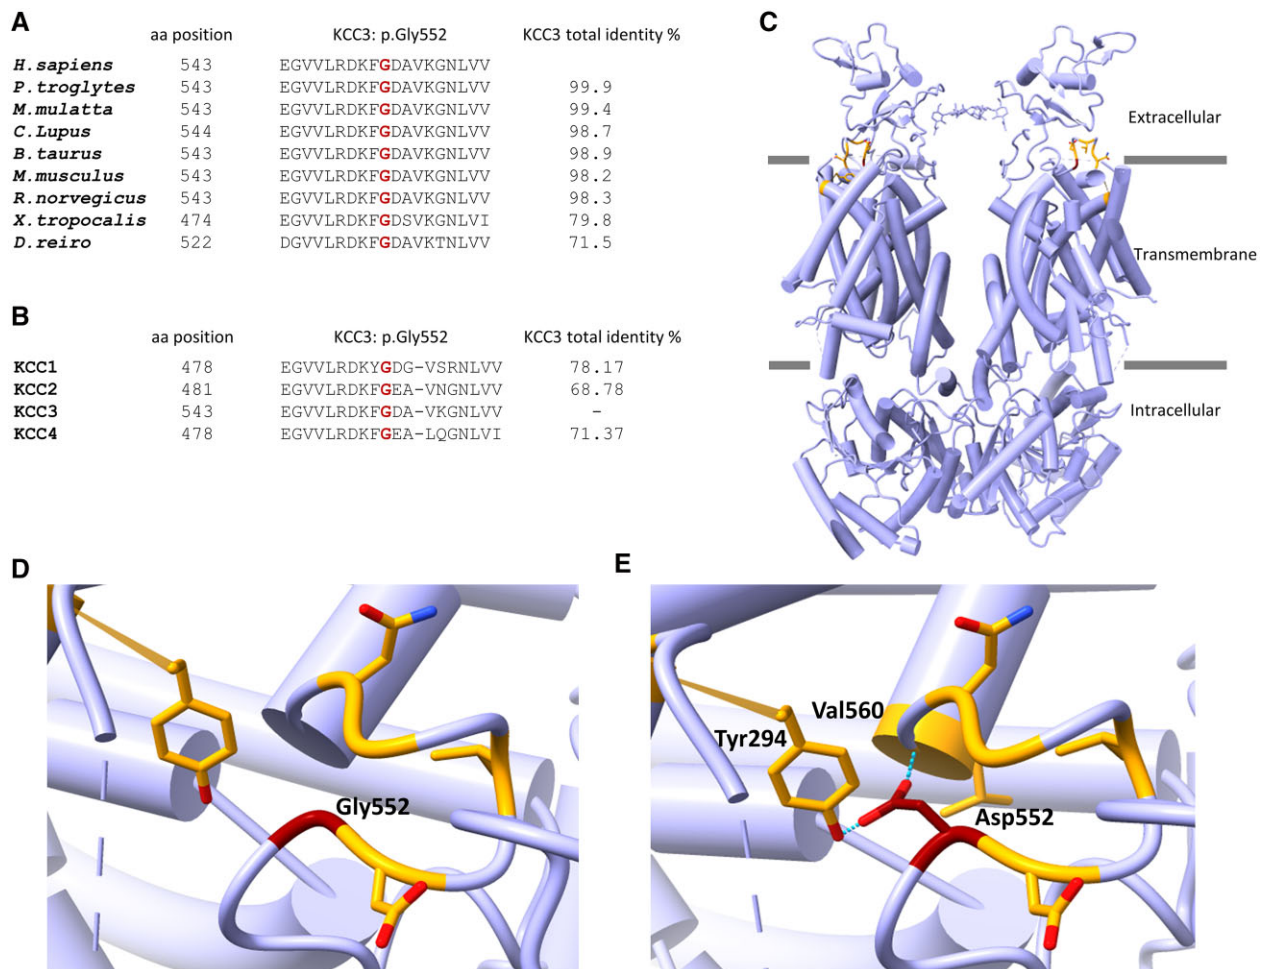 A
aa position KCC3: p.Gly552 KCC3 total identity %
H.sapiens 543 EGVVLRDKFGDAVKGNLVV
P.troglytes 543 EGVVLRDKFGDAVKGNLVV 99.9
M.mulatta 543 EGVVLRDKFGDAVKGNLVV 99.4
C.Lupus 544 EGVVLRDKFGDAVKGNLVV 98.7
B.taurus 543 EGVVLRDKFGDAVKGNLVV 98.9
M.musculus 543 EGVVLRDKFGDAVKGNLVV 98.2
R.norvegicus 543 EGVVLRDKFGDAVKGNLVV 98.3
X.tropocalis 474 EGVVLRDKFGDSVKGNLVI 79.8
D.reiro 522 DGVVLRDKFGDAVKTNLVV 71.5
B
aa position KCC3: p.Gly552 KCC3 total identity %
KCC1 478 EGVVLRDKYGDG-VSRNLVV 78.17
KCC2 481 EGVVLRDKFGEA-VNGNLVV 68.78
KCC3 543 EGVVLRDKFGDA-VKGNLVV –
KCC4 478 EGVVLRDKFGEA-LQGNLVI 71.37
C
Extracellular
Transmembrane
Intracellular
D
Gly552
E
Val560
Tyr294
Asp552